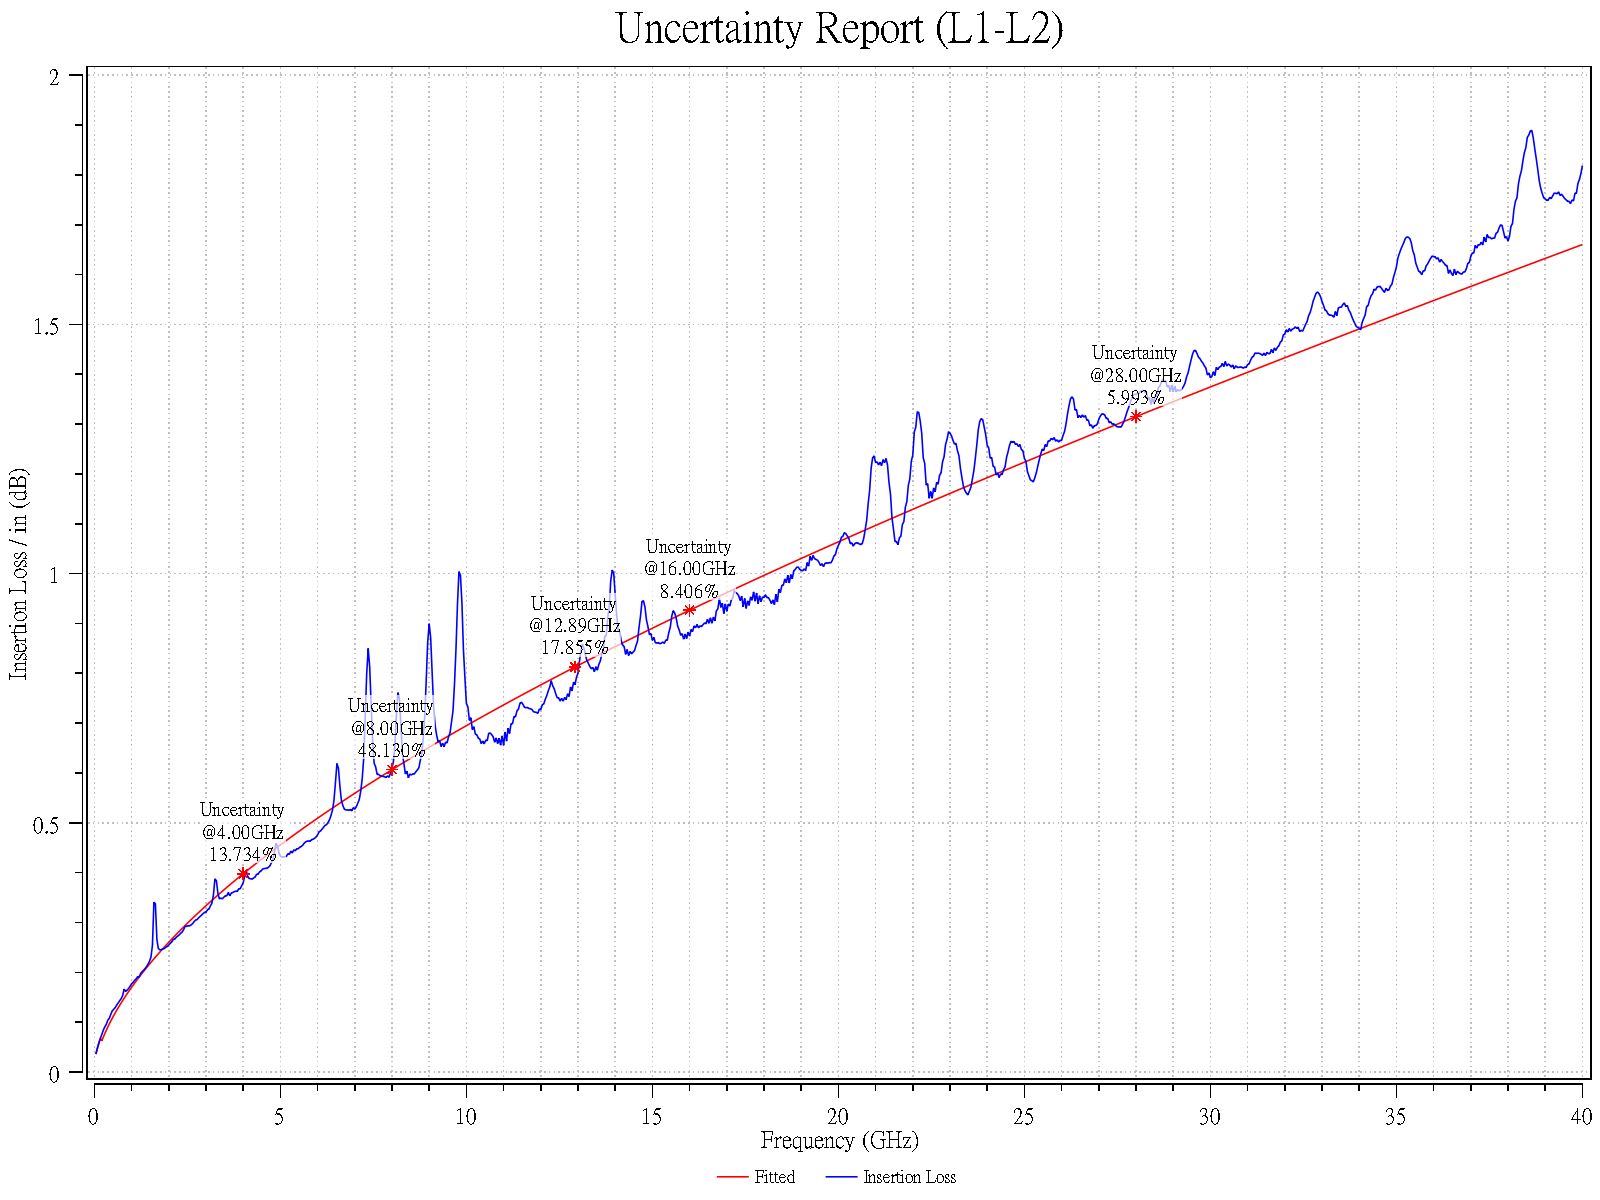 Uncertainty Report (L1-L2)
Insertion Loss / in (dB)
2
1.5
1
0.5
0
Uncertainty
@4.00GHz
13.734%
Uncertainty
@8.00GHz
48.130%
Uncertainty
@12.89GHz
17.855%
Uncertainty
@16.00GHz
8.406%
Uncertainty
@28.00GHz
5.993%
0 5 10 15 20 25 30 35 40
Frequency (GHz)
Fitted Insertion Loss